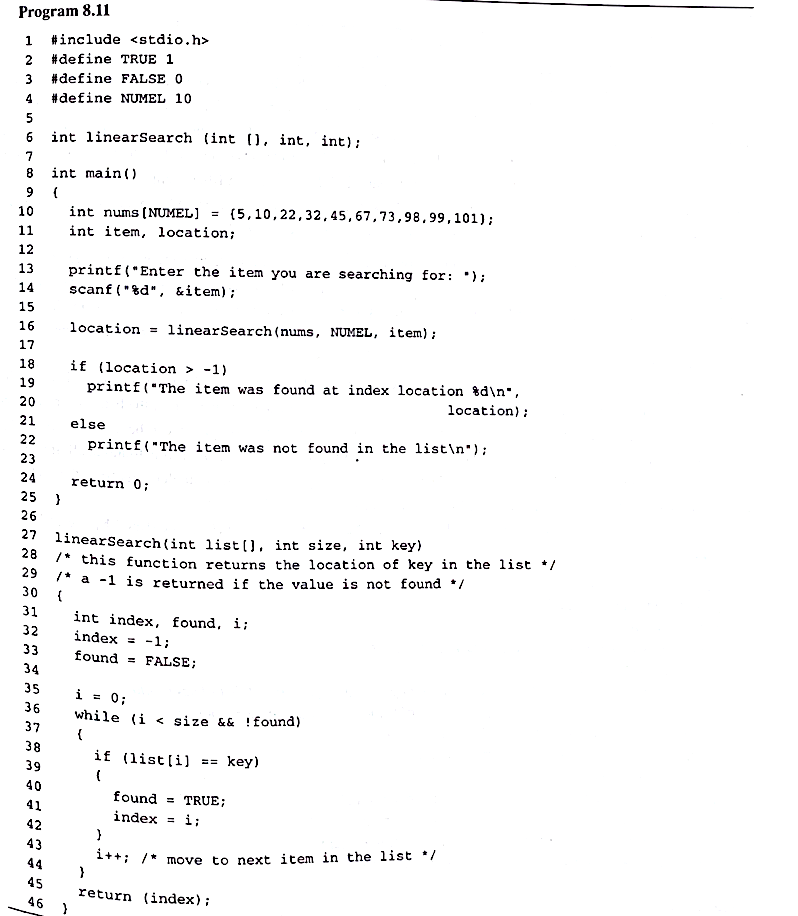 Program 8.11
1 #include <stdio.h>
2 #define TRUE 1
3 #define FALSE 0
4 #define NUMEL 10
5
6 int linearSearch (int [], int, int);
7
8 int main()
9 {
10 int nums[NUMEL] = {5,10,22,32,45,67,73,98,99,101};
11 int item, location;
12
13 printf("Enter the item you are searching for: ");
14 scanf("%d", &item);
15
16 location = linearSearch(nums, NUMEL, item);
17
18 if (location > -1)
19 printf("The item was found at index location %d\n",
20 location);
21 else
22 printf("The item was not found in the list\n");
23
24 return 0;
25 }
26
27 linearSearch(int list[], int size, int key)
28 /* this function returns the location of key in the list */
29 /* a -1 is returned if the value is not found */
30 {
31 int index, found, i;
32 index = -1;
33 found = FALSE;
34
35 i = 0;
36 while (i < size && !found)
37 {
38 if (list[i] == key)
39 {
40 found = TRUE;
41 index = i;
42 }
43 i++; /* move to next item in the list */
44 }
45 return (index);
46 }